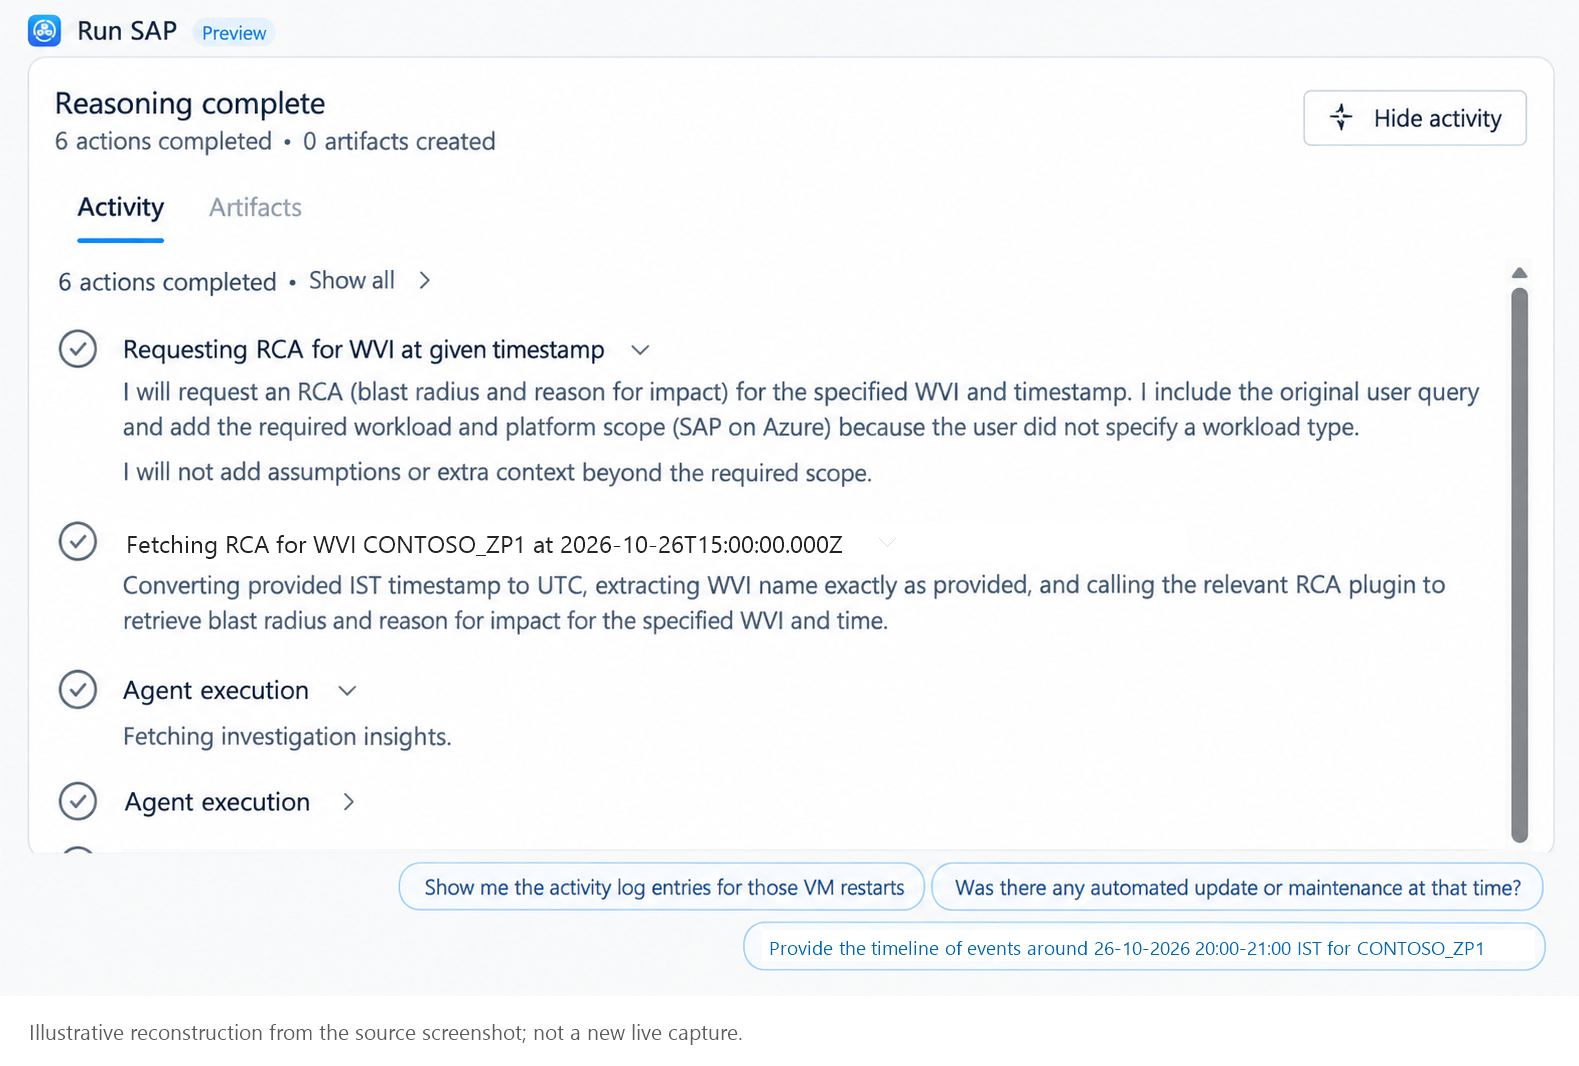 Run SAP Preview
Reasoning complete
6 actions completed • 0 artifacts created
Hide activity
Activity Artifacts
6 actions completed • Show all
Requesting RCA for WVI at given timestamp
I will request an RCA (blast radius and reason for impact) for the specified WVI and timestamp. I include the original user query
and add the required workload and platform scope (SAP on Azure) because the user did not specify a workload type.
I will not add assumptions or extra context beyond the required scope.
Fetching RCA for WVI CONTOSO_ZP1 at 2026-10-26T15:00:00.000Z
Converting provided IST timestamp to UTC, extracting WVI name exactly as provided, and calling the relevant RCA plugin to
retrieve blast radius and reason for impact for the specified WVI and time.
Agent execution
Fetching investigation insights.
Agent execution
Show me the activity log entries for those VM restarts
Was there any automated update or maintenance at that time?
Provide the timeline of events around 26-10-2026 20:00-21:00 IST for CONTOSO_ZP1
Illustrative reconstruction from the source screenshot; not a new live capture.